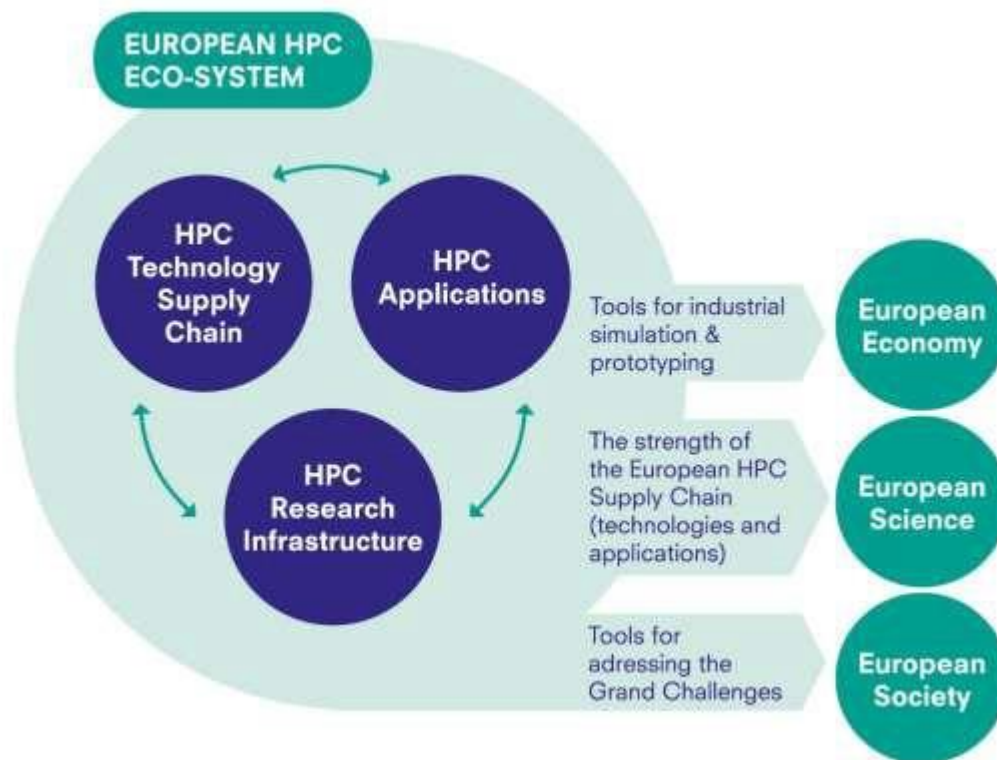 EUROPEAN HPC
ECO-SYSTEM
HPC
Technology
Supply
Chain
HPC
Applications
HPC
Research
Infrastructure
Tools for industrial
simulation &
prototyping
European
Economy
The strength of
the European HPC
Supply Chain
(technologies and
applications)
European
Science
Tools for
adressing the
Grand Challenges
European
Society